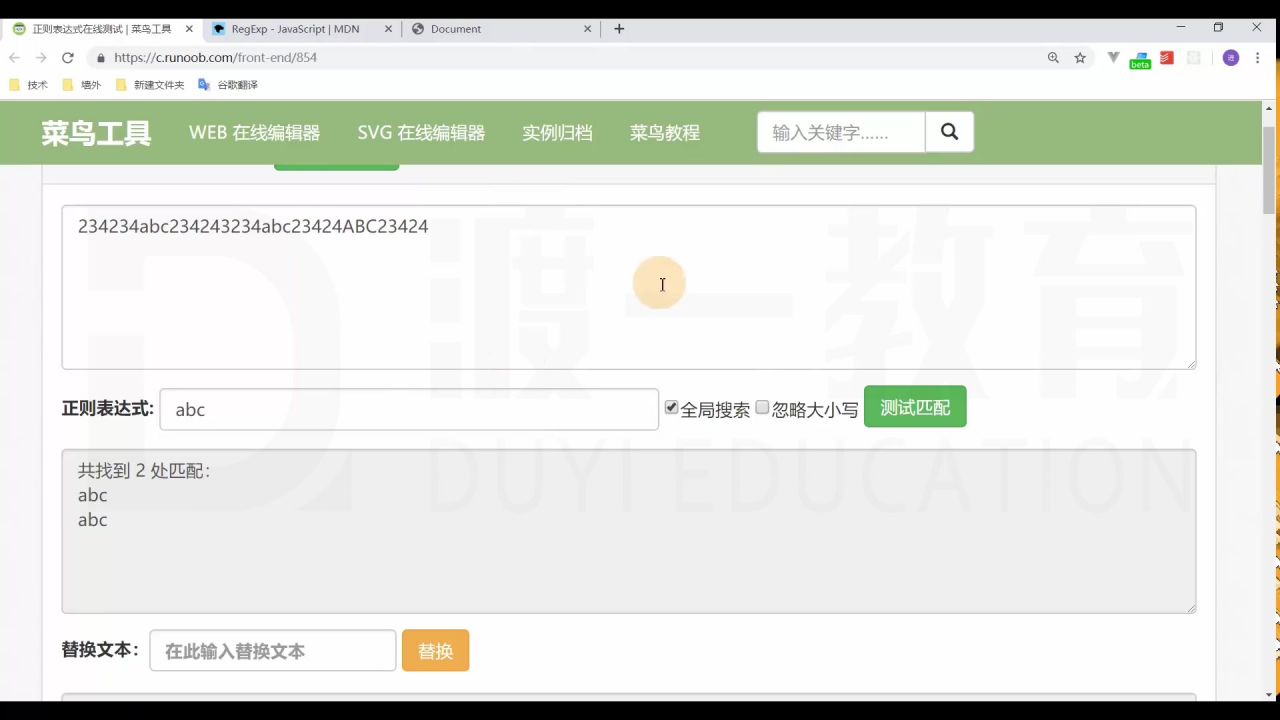 正则表达式在线测试 | 菜鸟工具
RegExp - JavaScript | MDN
Document
https://c.runoob.com/front-end/854
beta
进
技术
墙外
新建文件夹
谷歌翻译
菜鸟工具
WEB 在线编辑器
SVG 在线编辑器
实例归档
菜鸟教程
输入关键字......
234234abc234243234abc23424ABC23424
渡一教育
正则表达式:
abc
全局搜索
忽略大小写
测试匹配
DUYI EDUCATION
共找到 2 处匹配：
abc
abc
替换文本：
在此输入替换文本
替换